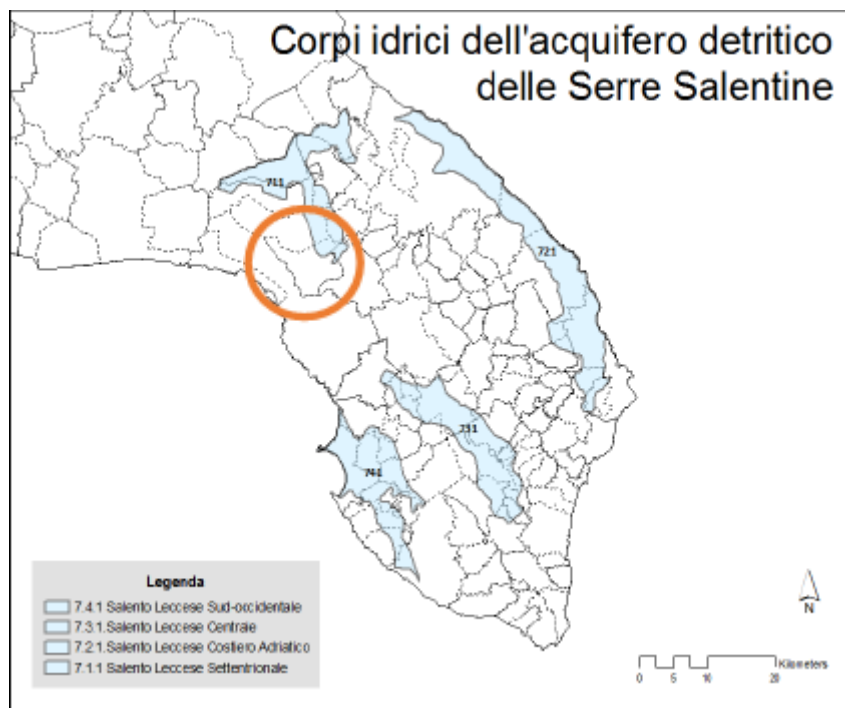 Corpi idrici dell'acquifero detritico
delle Serre Salentine
711
721
731
741
Legenda
7.4.1 Salento Leccese Sud-occidentale
7.3.1.Salento Leccese Centrale
7.2.1.Salento Leccese Costiero Adriatico
7.1.1 Salento Leccese Settentrionale
N
Kilometers
0 5 10 20